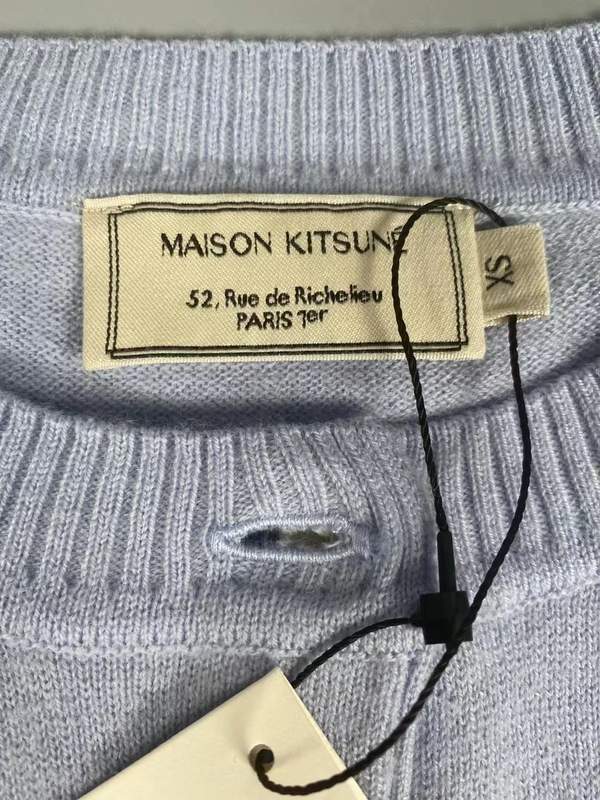 MAISON KITSUNÉ
52, Rue de Richelieu
PARIS 1er
XS